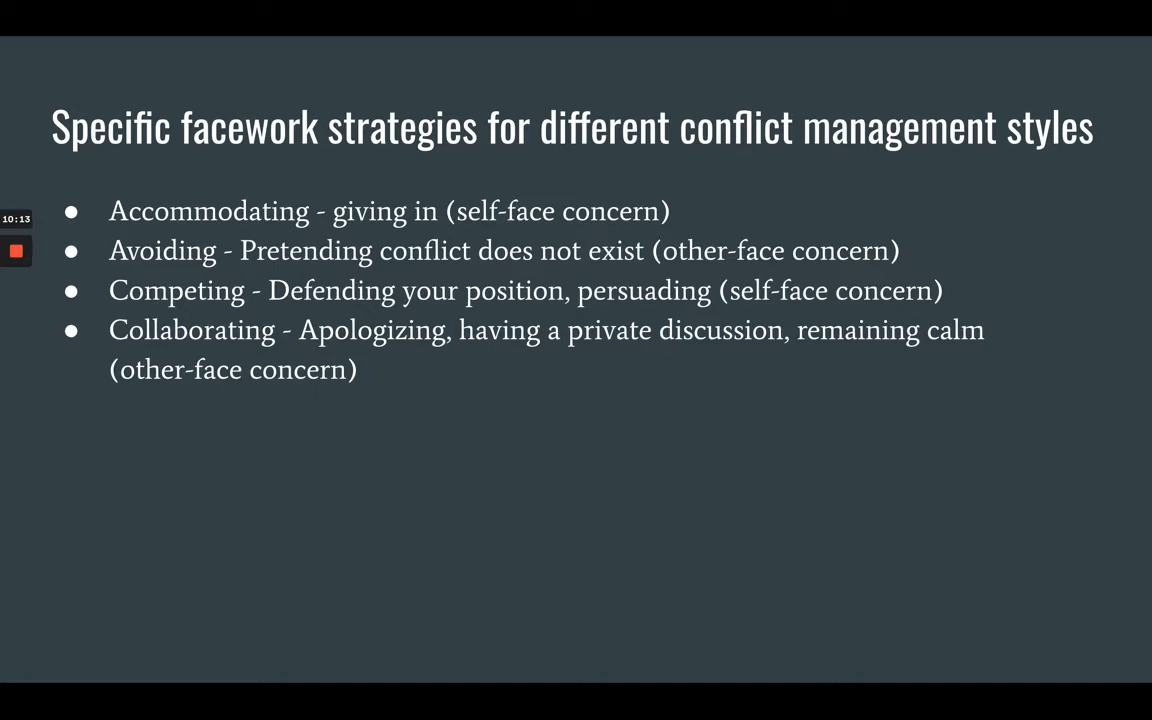 Specific facework strategies for different conflict management styles
● Accommodating - giving in (self-face concern)
10:13
● Avoiding - Pretending conflict does not exist (other-face concern)
● Competing - Defending your position, persuading (self-face concern)
● Collaborating - Apologizing, having a private discussion, remaining calm
(other-face concern)